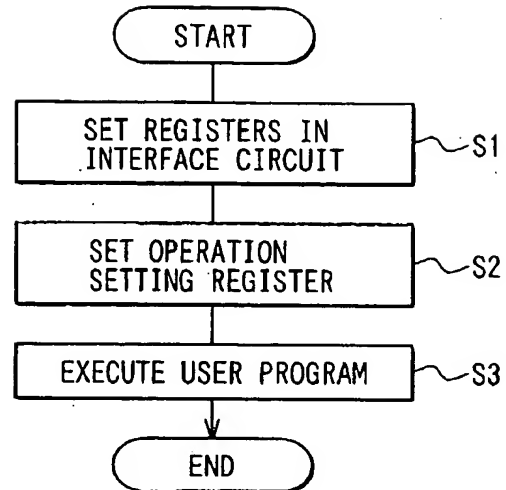 START
SET REGISTERS IN
INTERFACE CIRCUIT
S1
SET OPERATION
SETTING REGISTER
S2
EXECUTE USER PROGRAM
S3
END